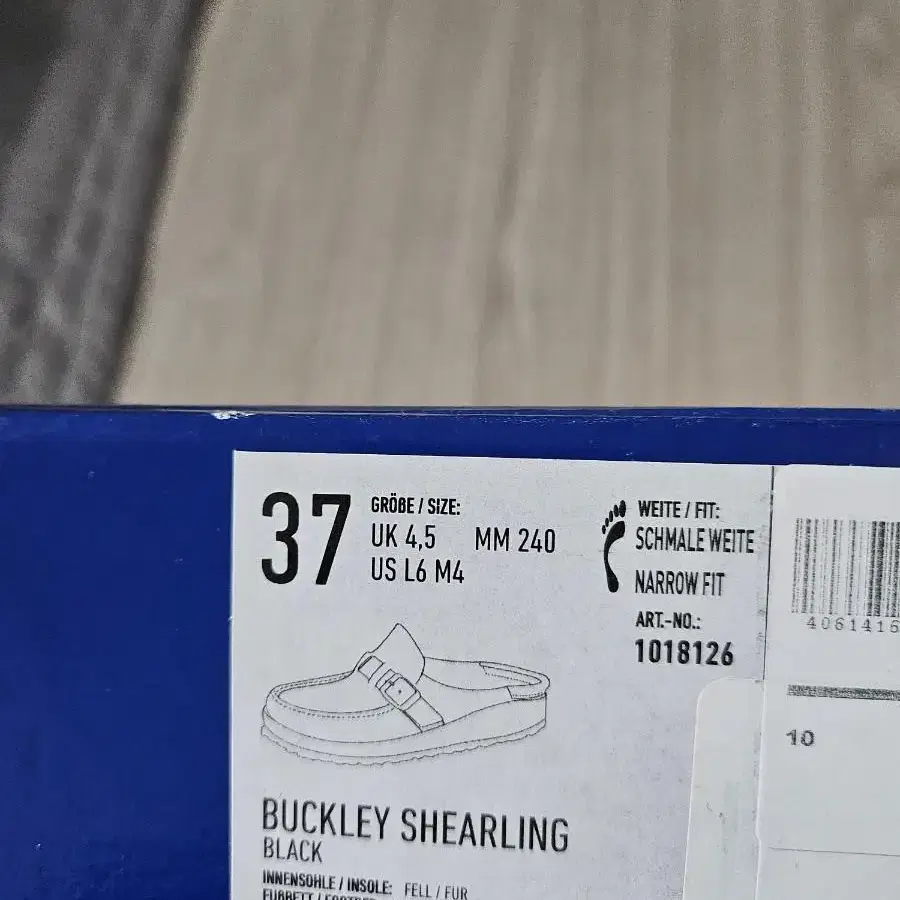 37
GRÖßE / SIZE:
UK 4,5 MM 240
US L6 M4
WEITE / FIT:
SCHMALE WEITE
NARROW FIT
ART.-NO.:
1018126
4061416
10
BUCKLEY SHEARLING
BLACK
INNENSOHLE / INSOLE: FELL / FUR